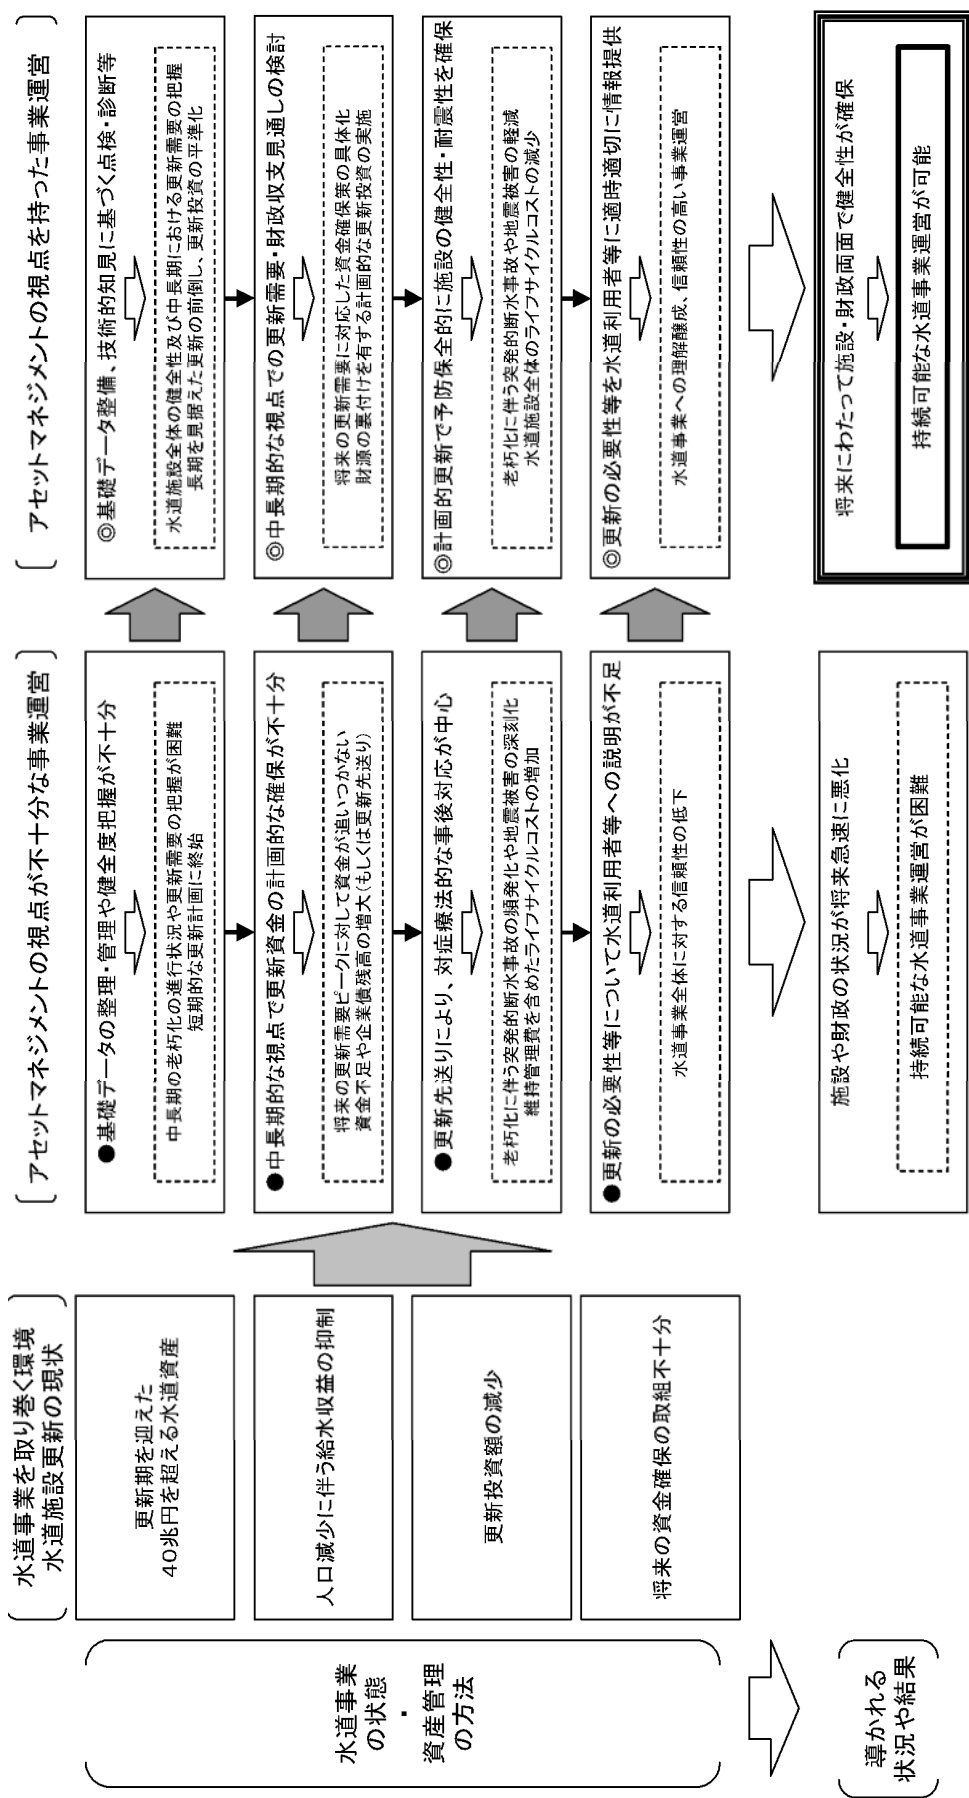 水道事業を取り巻く環境
水道施設更新の現状
アセットマネジメントの視点が不十分な事業運営
アセットマネジメントの視点を持った事業運営
水道事業
の状態
・
資産管理
の方法
更新期を迎えた
40兆円を超える水道資産
人口減少に伴う給水収益の抑制
更新投資額の減少
将来の資金確保の取組不十分
●基礎データの整理・管理や健全度把握が不十分
中長期の老朽化の進行状況や更新需要の把握が困難
短期的な更新計画に終始
●中長期的な視点で更新資金の計画的な確保が不十分
将来の更新需要ピークに対して資金が追いつかない
資金不足や企業債残高の増大(もしくは更新先送り)
●更新先送りにより、対症療法的な事後対応が中心
老朽化に伴う突発的断水事故の頻発化や地震被害の深刻化
維持管理費を含めたライフサイクルコストの増加
●更新の必要性等について水道利用者等への説明が不足
水道事業全体に対する信頼性の低下
◎基礎データ整備、技術的知見に基づく点検・診断等
水道施設全体の健全性及び中長期における更新需要の把握
長期を見据えた更新の前倒し、更新投資の平準化
◎中長期的な視点での更新需要・財政収支見通しの検討
将来の更新需要に対応した資金確保策の具体化
財源の裏付けを有する計画的な更新投資の実施
◎計画的更新で予防保全的に施設の健全性・耐震性を確保
老朽化に伴う突発的断水事故や地震被害の軽減
水道施設全体のライフサイクルコストの減少
◎更新の必要性等を水道利用者等に適時適切に情報提供
水道事業への理解醸成、信頼性の高い事業運営
導かれる
状況や結果
施設や財政の状況が将来急速に悪化
持続可能な水道事業運営が困難
将来にわたって施設・財政両面で健全性が確保
持続可能な水道事業運営が可能